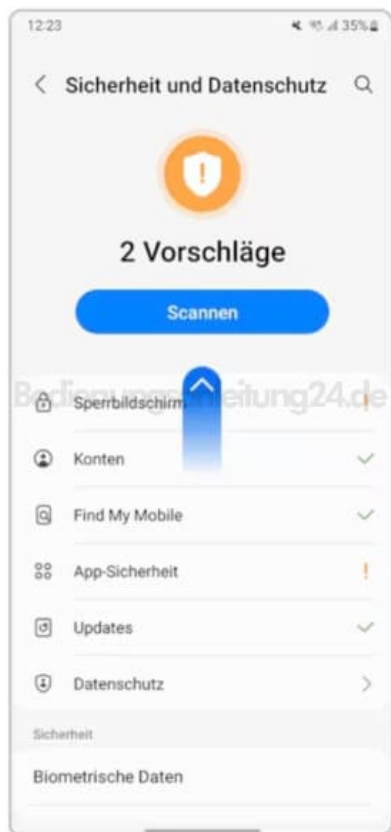 12:23
35%
Sicherheit und Datenschutz
2 Vorschläge
Scannen
Bedienungsanleitung24.de
Sperrbildschirm
Konten
Find My Mobile
App-Sicherheit
Updates
Datenschutz
Sicherheit
Biometrische Daten